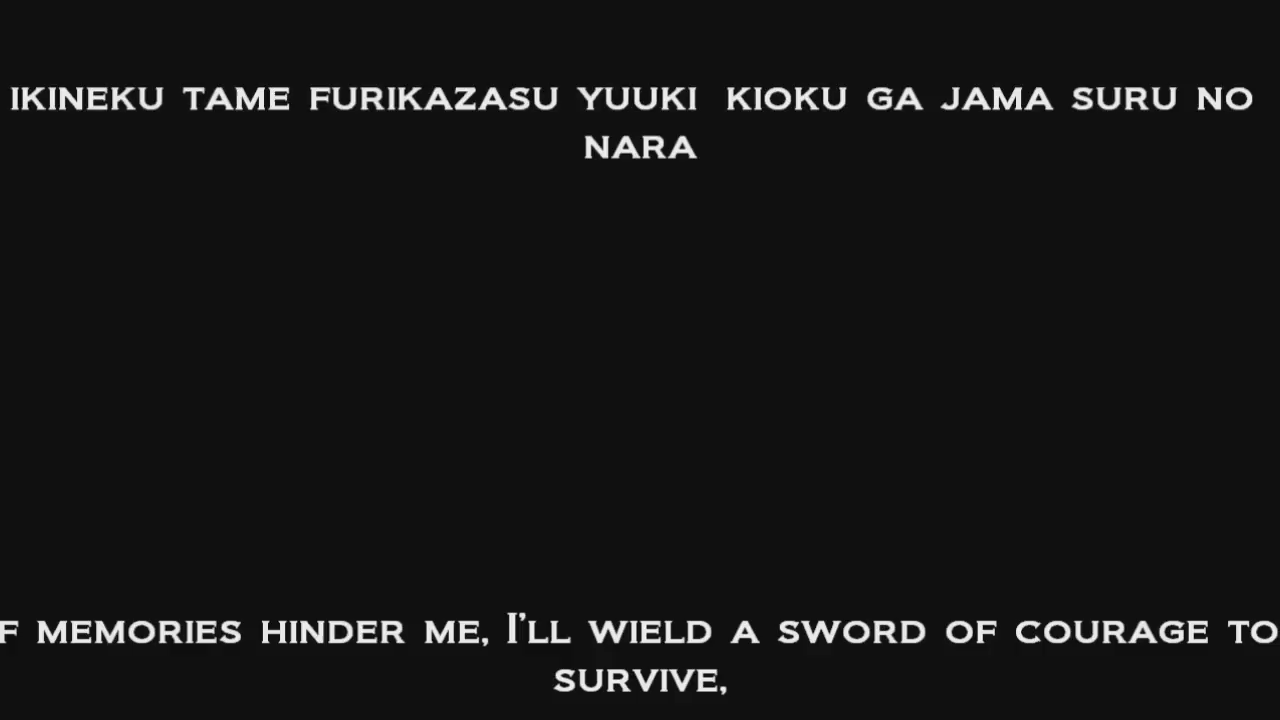 IKINEKU TAME FURIKAZASU YUUKI KIOKU GA JAMA SURU NO
NARA
F MEMORIES HINDER ME, I'LL WIELD A SWORD OF COURAGE TO
SURVIVE,